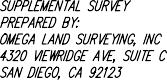 SUPPLEMENTAL SURVEY
PREPARED BY:
OMEGA LAND SURVEYING, INC
4320 VIEWRIDGE AVE, SUITE C
SAN DIEGO, CA 92123